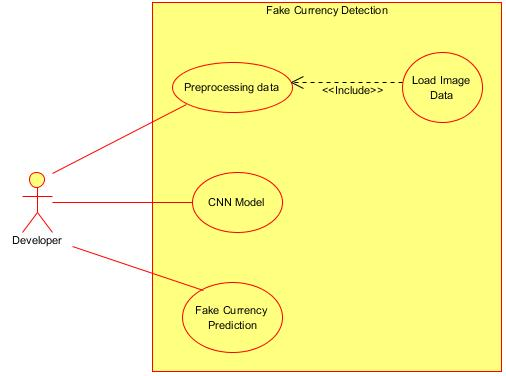 Fake Currency Detection
Preprocessing data
Load Image
Data
<<Include>>
CNN Model
Developer
Fake Currency
Prediction